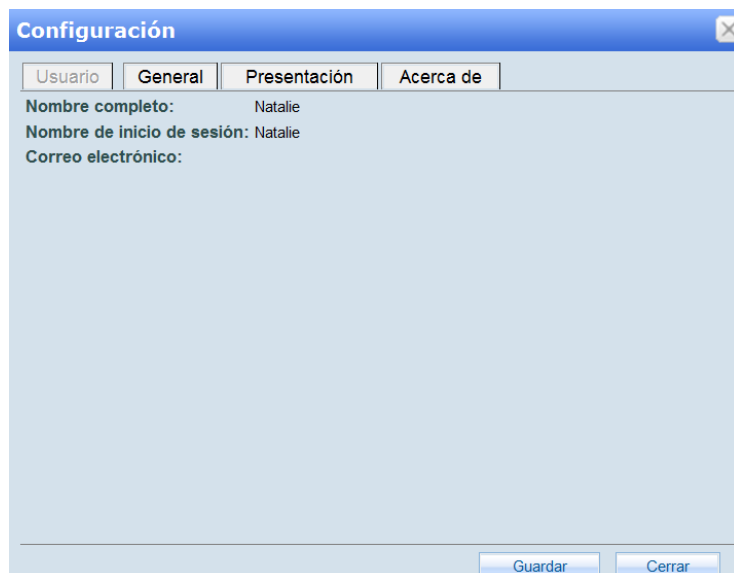 Configuración
Usuario General Presentación Acerca de
Nombre completo: Natalie
Nombre de inicio de sesión: Natalie
Correo electrónico:
Guardar Cerrar